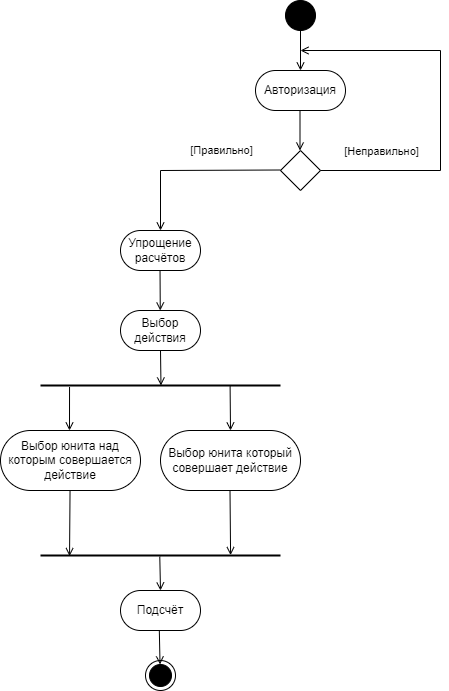 Авторизация
[Правильно]
[Неправильно]
Упрощение
расчётов
Выбор
действия
Выбор юнита над
которым совершается
действие
Выбор юнита который
совершает действие
Подсчёт